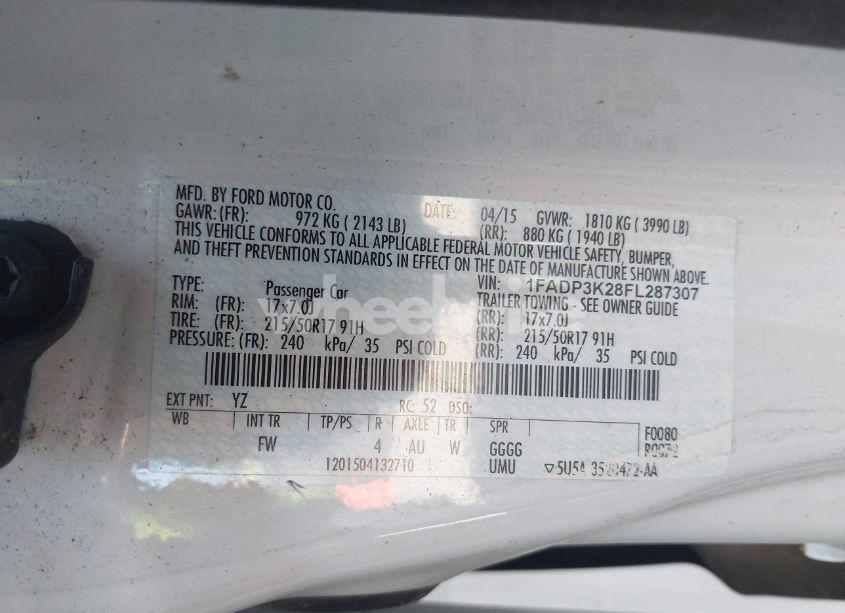 MFD. BY FORD MOTOR CO. DATE: 04/15 GVWR: 1810 KG ( 3990 LB)
GAWR:(FR): 972 KG ( 2143 LB) (RR): 880 KG ( 1940 LB)
THIS VEHICLE CONFORMS TO ALL APPLICABLE FEDERAL MOTOR VEHICLE SAFETY, BUMPER,
AND THEFT PREVENTION STANDARDS IN EFFECT ON THE DATE OF MANUFACTURE SHOWN ABOVE.
VIN: 1FADP3K28FL287307
TYPE: Passenger Car TRAILER TOWING - SEE OWNER GUIDE
RIM: (FR): 17x7.0J (RR): 17x7.0J
TIRE: (FR): 215/50R17 91H (RR): 215/50R17 91H
PRESSURE: (FR): 240 kPa/ 35 PSI COLD (RR): 240 kPa/ 35 PSI COLD
EXT PNT: YZ RC: 52 DSO:
WB INT TR TP/PS R AXLE TR SPR F0080
FW 4 AU W GGGG
1201504132710 UMU